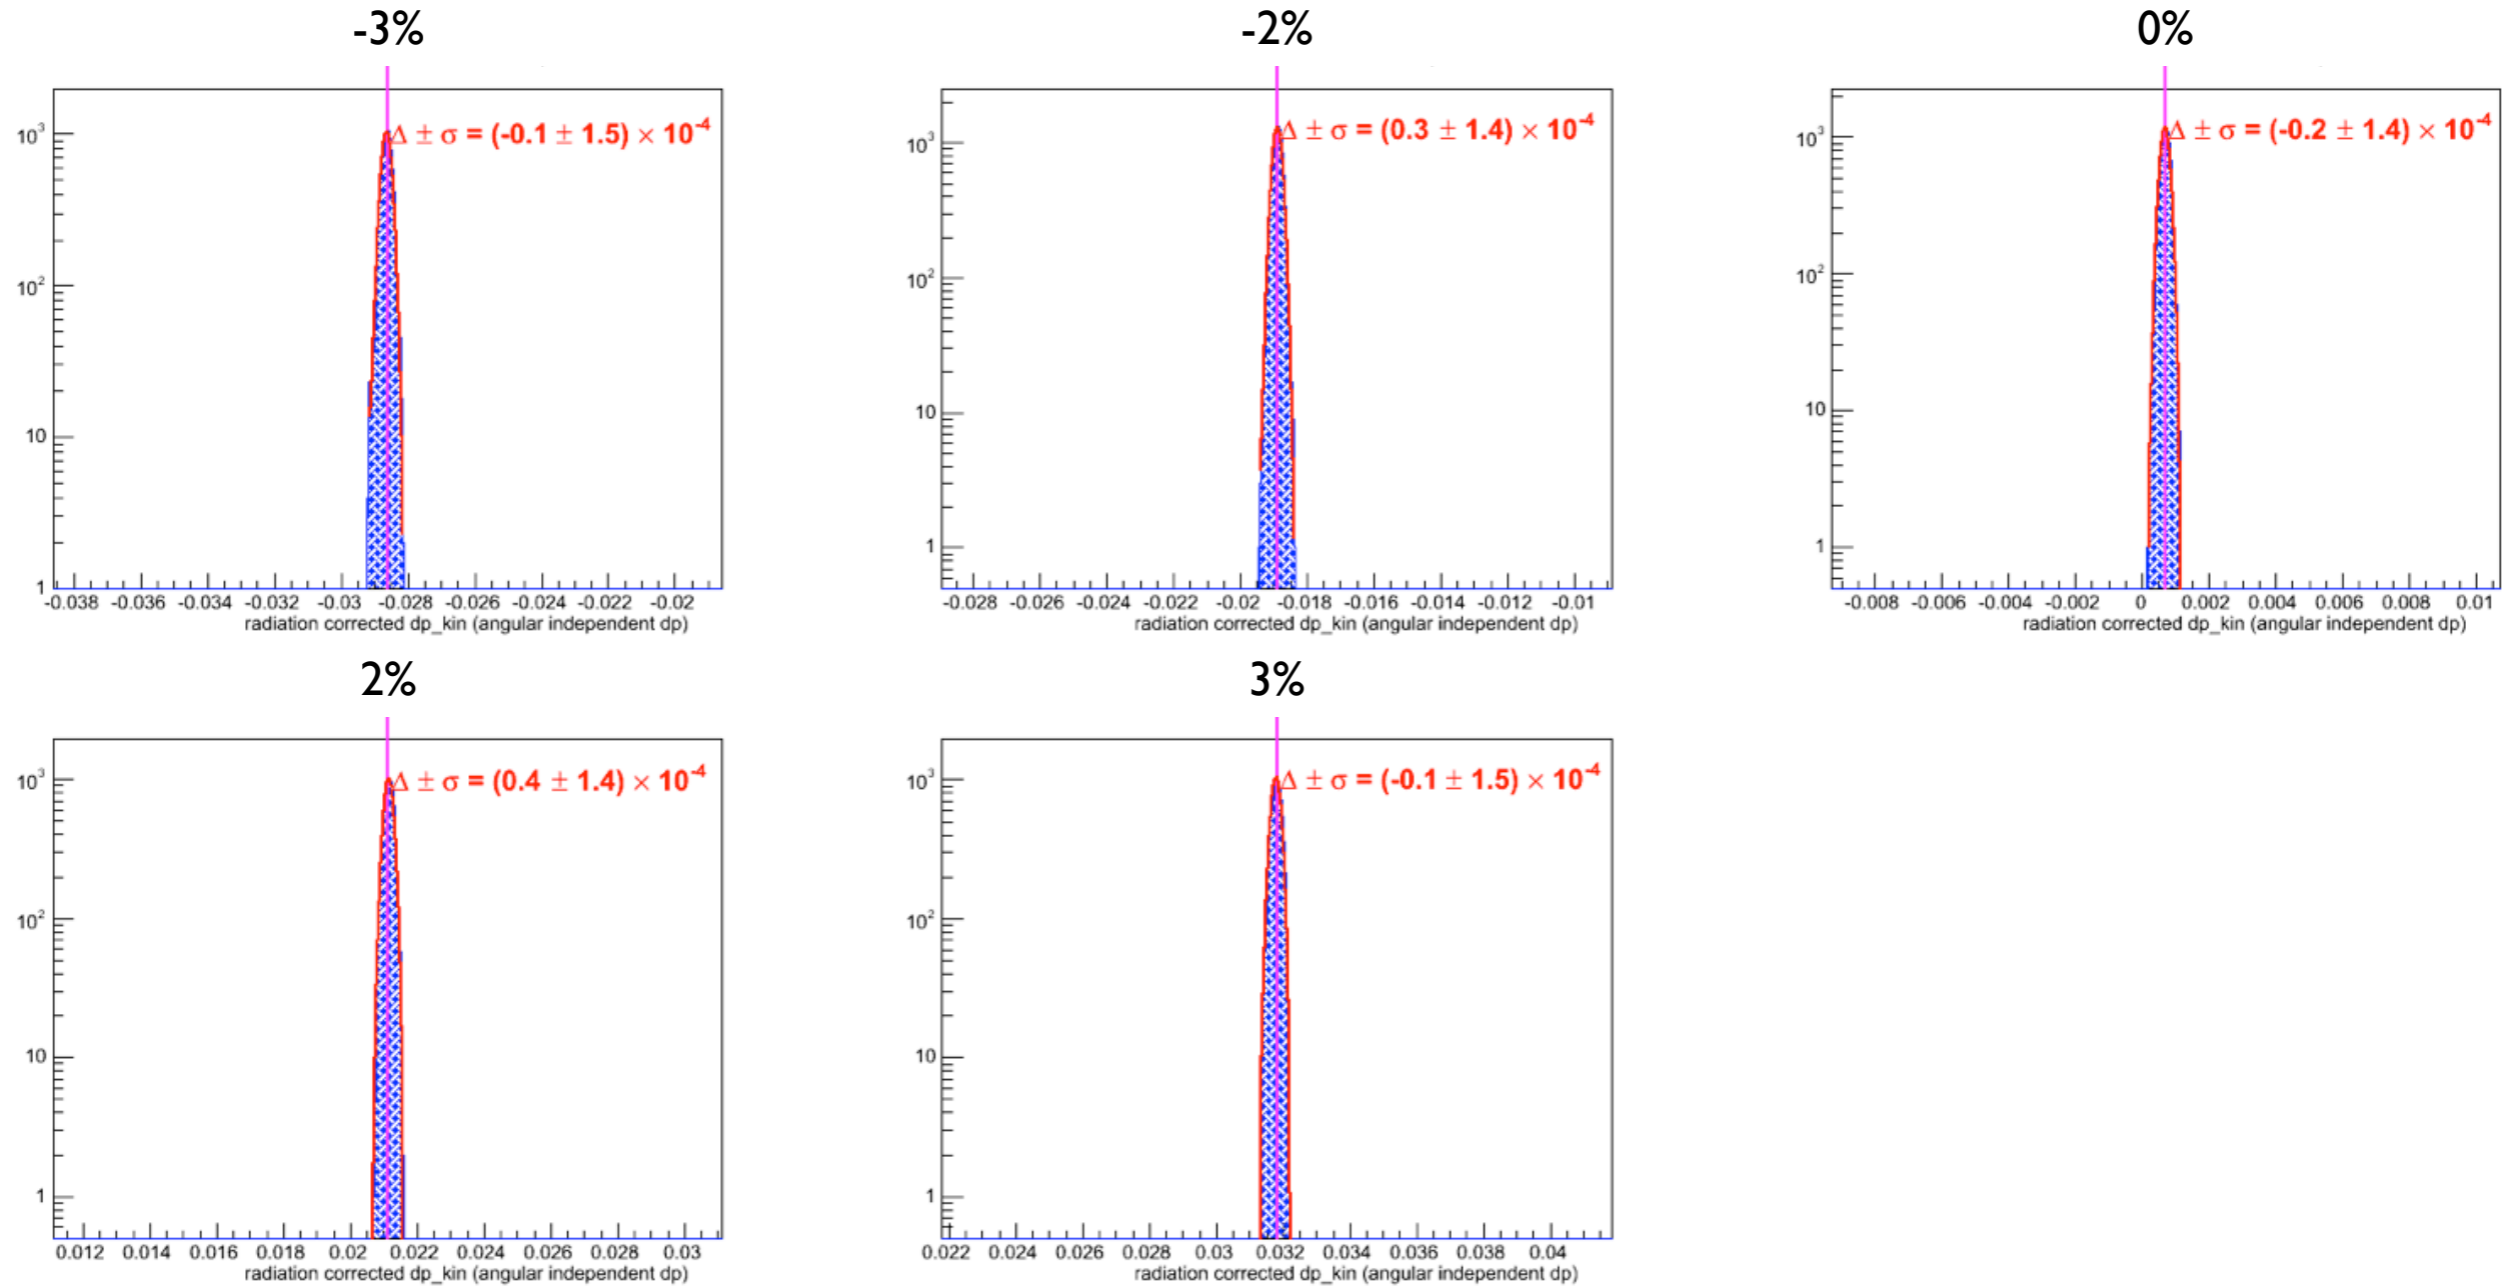 -3%
Δ ± σ = (-0.1 ± 1.5) × 10⁻⁴
10³
10²
10
1
-0.038 -0.036 -0.034 -0.032 -0.03 -0.028 -0.026 -0.024 -0.022 -0.02
radiation corrected dp_kin (angular independent dp)
-2%
Δ ± σ = (0.3 ± 1.4) × 10⁻⁴
10³
10²
10
1
-0.028 -0.026 -0.024 -0.022 -0.02 -0.018 -0.016 -0.014 -0.012 -0.01
radiation corrected dp_kin (angular independent dp)
0%
Δ ± σ = (-0.2 ± 1.4) × 10⁻⁴
10³
10²
10
1
-0.008 -0.006 -0.004 -0.002 0 0.002 0.004 0.006 0.008 0.01
radiation corrected dp_kin (angular independent dp)
2%
Δ ± σ = (0.4 ± 1.4) × 10⁻⁴
10³
10²
10
1
0.012 0.014 0.016 0.018 0.02 0.022 0.024 0.026 0.028 0.03
radiation corrected dp_kin (angular independent dp)
3%
Δ ± σ = (-0.1 ± 1.5) × 10⁻⁴
10³
10²
10
1
0.022 0.024 0.026 0.028 0.03 0.032 0.034 0.036 0.038 0.04
radiation corrected dp_kin (angular independent dp)